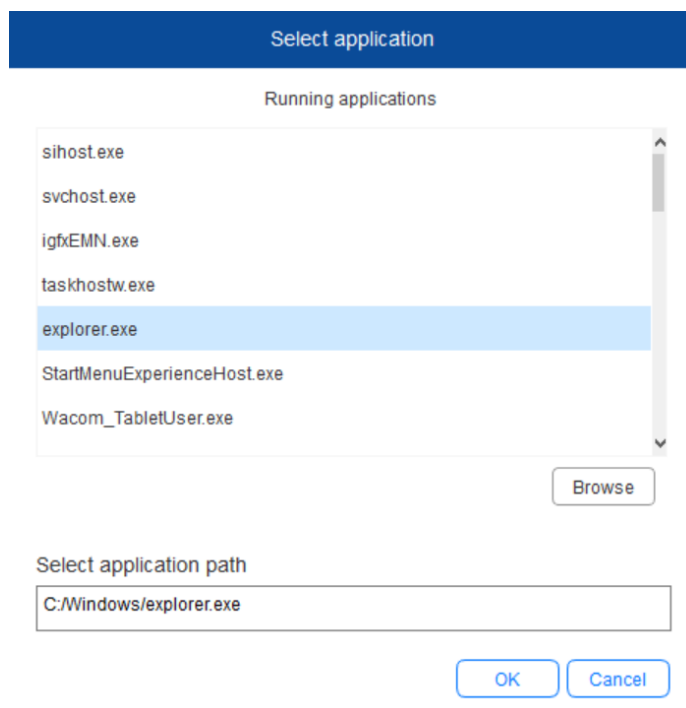 Select application
Running applications
sihost.exe
svchost.exe
igfxEMN.exe
taskhostw.exe
explorer.exe
StartMenuExperienceHost.exe
Wacom_TabletUser.exe
Browse
Select application path
C:/Windows/explorer.exe
OK
Cancel